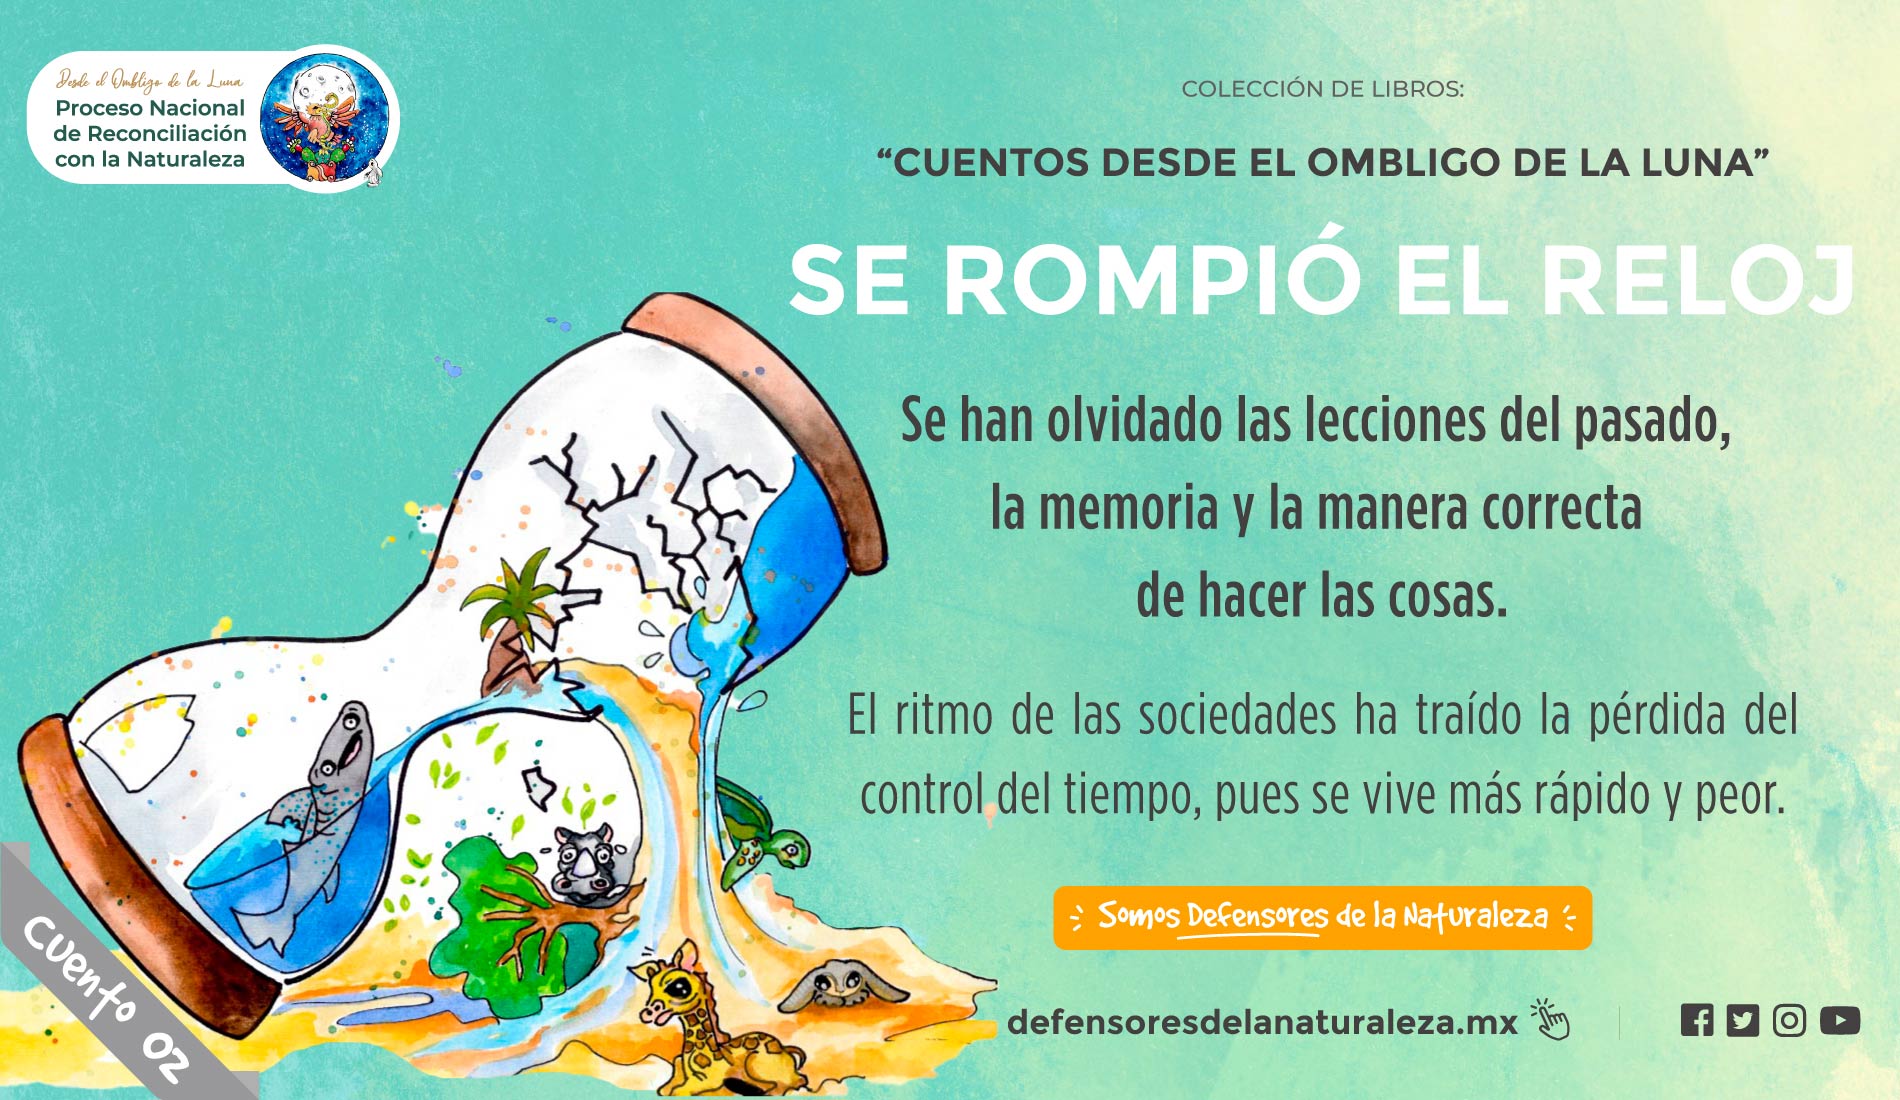 Desde el Ombligo de la Luna
Proceso Nacional
de Reconciliación
con la Naturaleza
COLECCIÓN DE LIBROS:
“CUENTOS DESDE EL OMBLIGO DE LA LUNA”
SE ROMPIÓ EL RELOJ
Se han olvidado las lecciones del pasado,
la memoria y la manera correcta
de hacer las cosas.
El ritmo de las sociedades ha traído la pérdida del
control del tiempo, pues se vive más rápido y peor.
Somos Defensores de la Naturaleza
defensoresdelanaturaleza.mx
Cuento 02